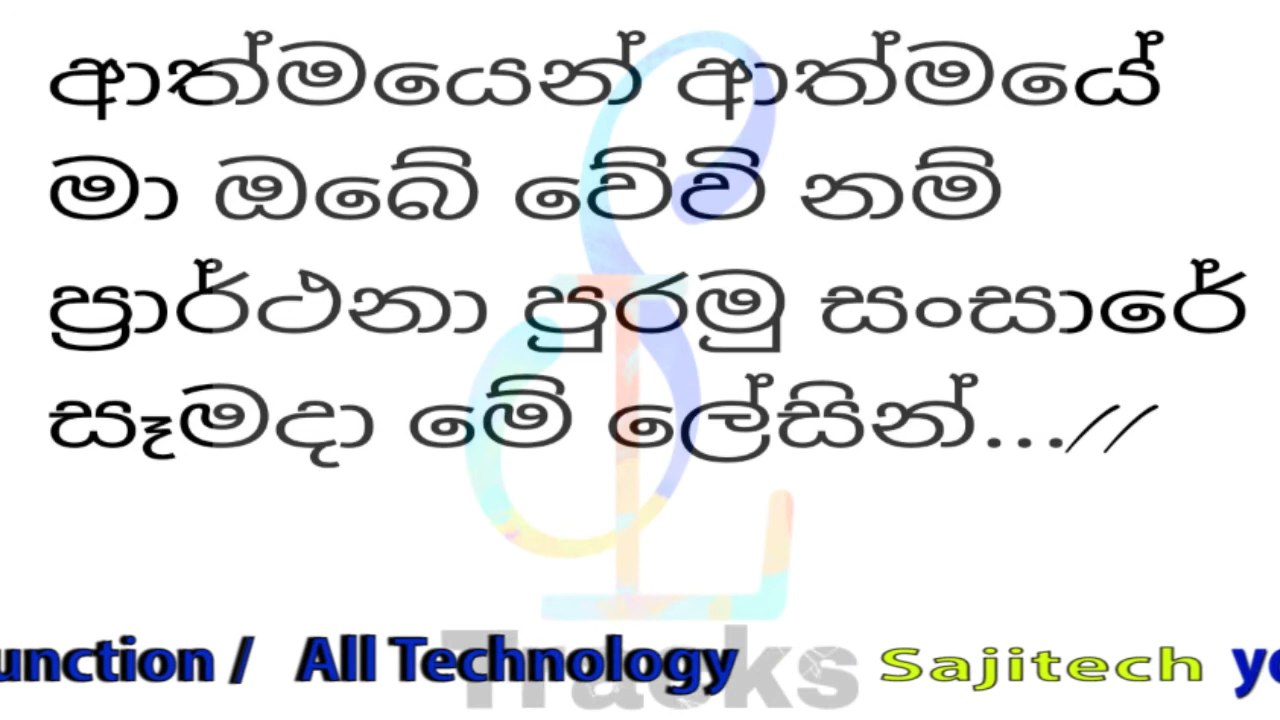 ආත්මයෙන් ආත්මයේ
මා ඔබේ වේවි නම්
ප්‍රාර්ථනා පුරමු සංසාරේ
සෑමදා මේ ලේසින්...//
unction / All Technology Sajitech
Tracks